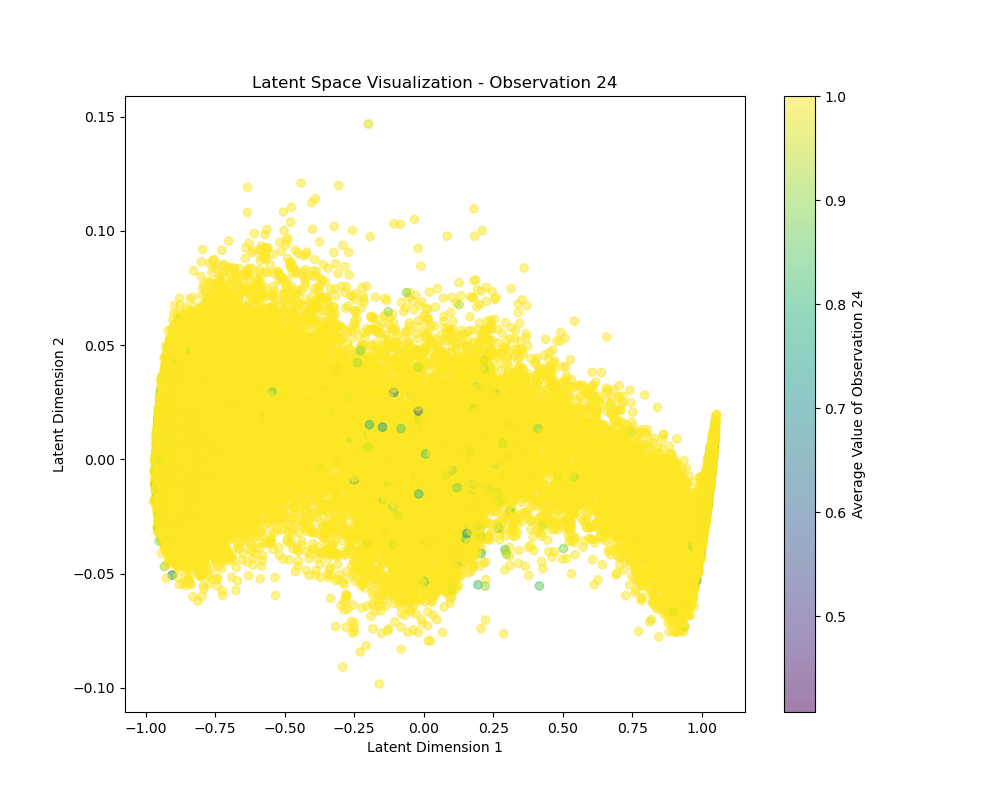 Latent Space Visualization - Observation 24
0.15
0.10
0.05
0.00
−0.05
−0.10
Latent Dimension 2
−1.00 −0.75 −0.50 −0.25 0.00 0.25 0.50 0.75 1.00
Latent Dimension 1
1.0
0.9
0.8
0.7
0.6
0.5
Average Value of Observation 24